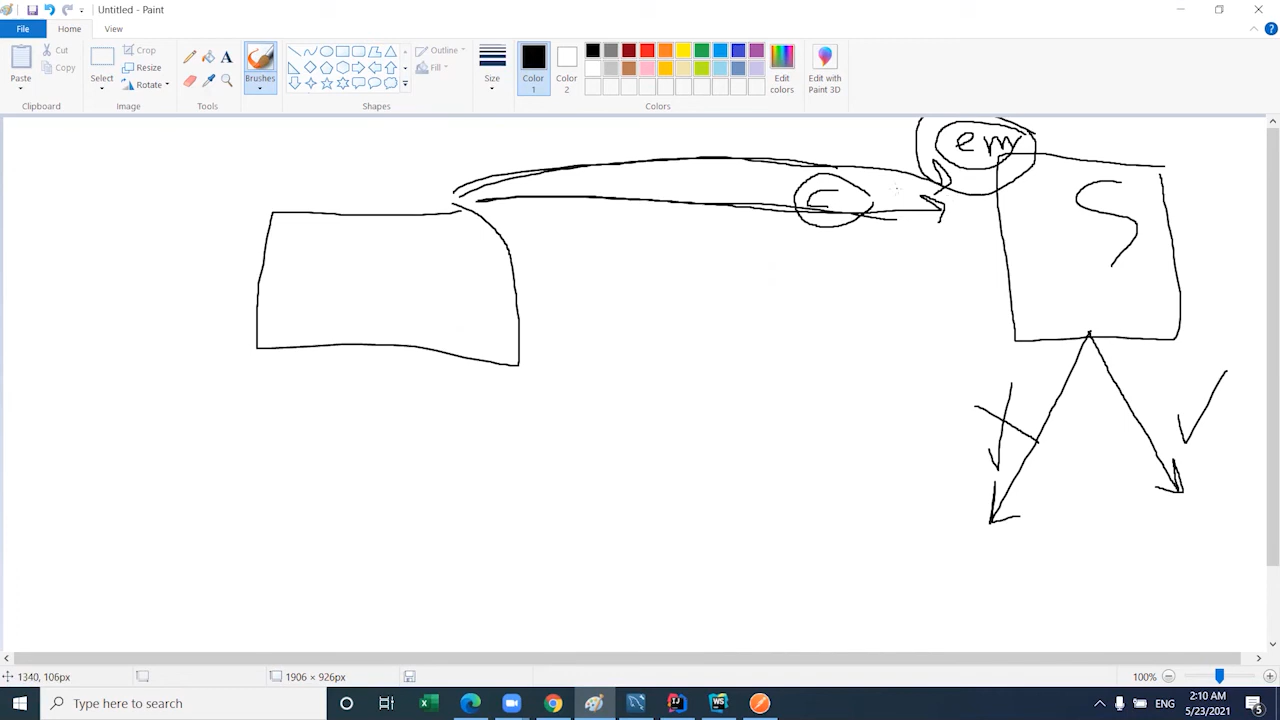 Untitled - Paint
File Home View
Paste
Cut
Copy
Clipboard
Select
Crop
Resize
Rotate
Image
A
Tools
Brushes
Outline
Fill
Shapes
Size
Color 1
Color 2
Edit colors
Colors
Edit with Paint 3D
em
C
S
1340, 106px
1906 × 926px
100%
Type here to search
2:10 AM
5/23/2021
5